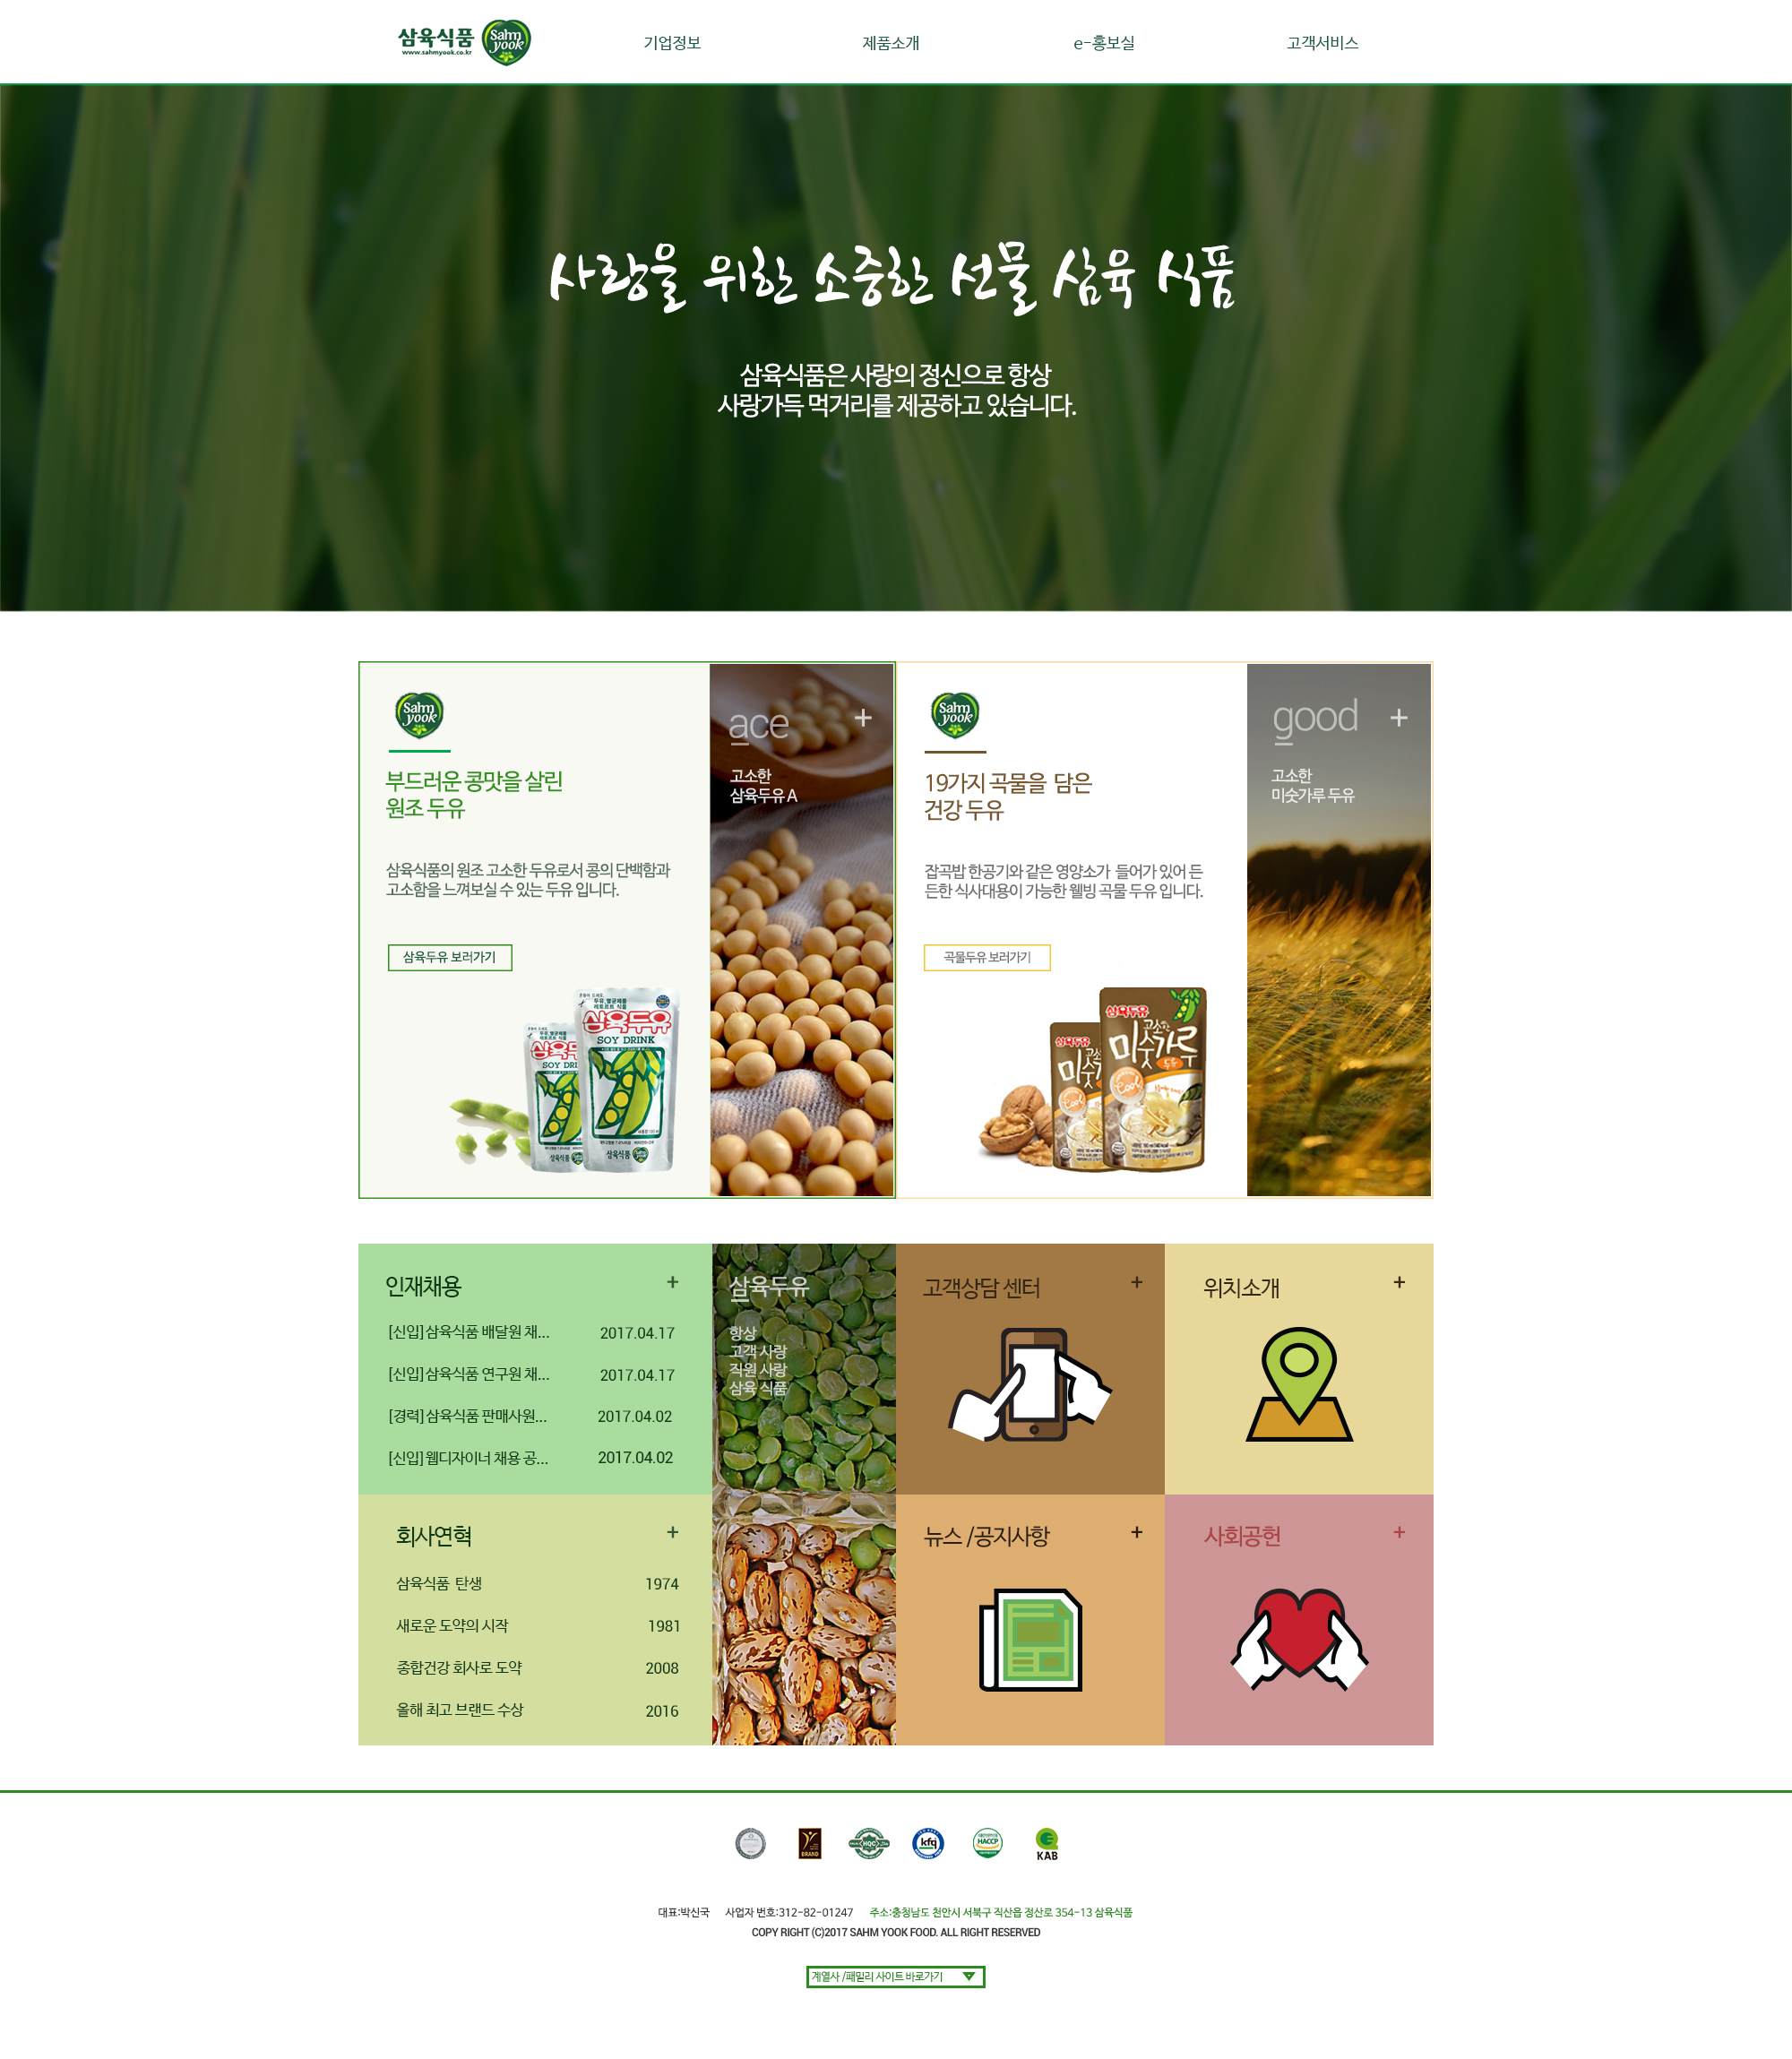 삼육식품
www.sahmyook.co.kr
Sahm
yook
기업정보
제품소개
e-홍보실
고객서비스
사랑을 위한 소중한 선물 삼육 식품
삼육식품은 사랑의 정신으로 항상
사랑가득 먹거리를 제공하고 있습니다.
Sahm
yook
부드러운 콩맛을 살린
원조 두유
삼육식품의 원조 고소한 두유로서 콩의 단백함과
고소함을 느껴보실 수 있는 두유 입니다.
삼육두유 보러가기
삼육두유
SOY DRINK
삼육식품
ace
+
고소한
삼육두유 A
Sahm
yook
19가지 곡물을 담은
건강 두유
잡곡밥 한공기와 같은 영양소가 들어가 있어 든
든한 식사대용이 가능한 웰빙 곡물 두유 입니다.
곡물두유 보러가기
삼육두유
고소한
미숫가루
두유
good
+
고소한
미숫가루 두유
인재채용 +
[신입]삼육식품 배달원 채... 2017.04.17
[신입]삼육식품 연구원 채... 2017.04.17
[경력]삼육식품 판매사원... 2017.04.02
[신입]웹디자이너 채용 공... 2017.04.02
삼육두유
항상
고객 사랑
직원 사랑
삼육 식품
고객상담 센터 +
위치소개 +
회사연혁 +
삼육식품 탄생 1974
새로운 도약의 시작 1981
종합건강 회사로 도약 2008
올해 최고 브랜드 수상 2016
뉴스 /공지사항 +
사회공헌 +
BRAND
HQC
kfq
HACCP
KAB
대표:박신국 사업자 번호:312-82-01247 주소:충청남도 천안시 서북구 직산읍 정산로 354-13 삼육식품
COPY RIGHT (C)2017 SAHM YOOK FOOD. ALL RIGHT RESERVED
계열사 /패밀리 사이트 바로가기